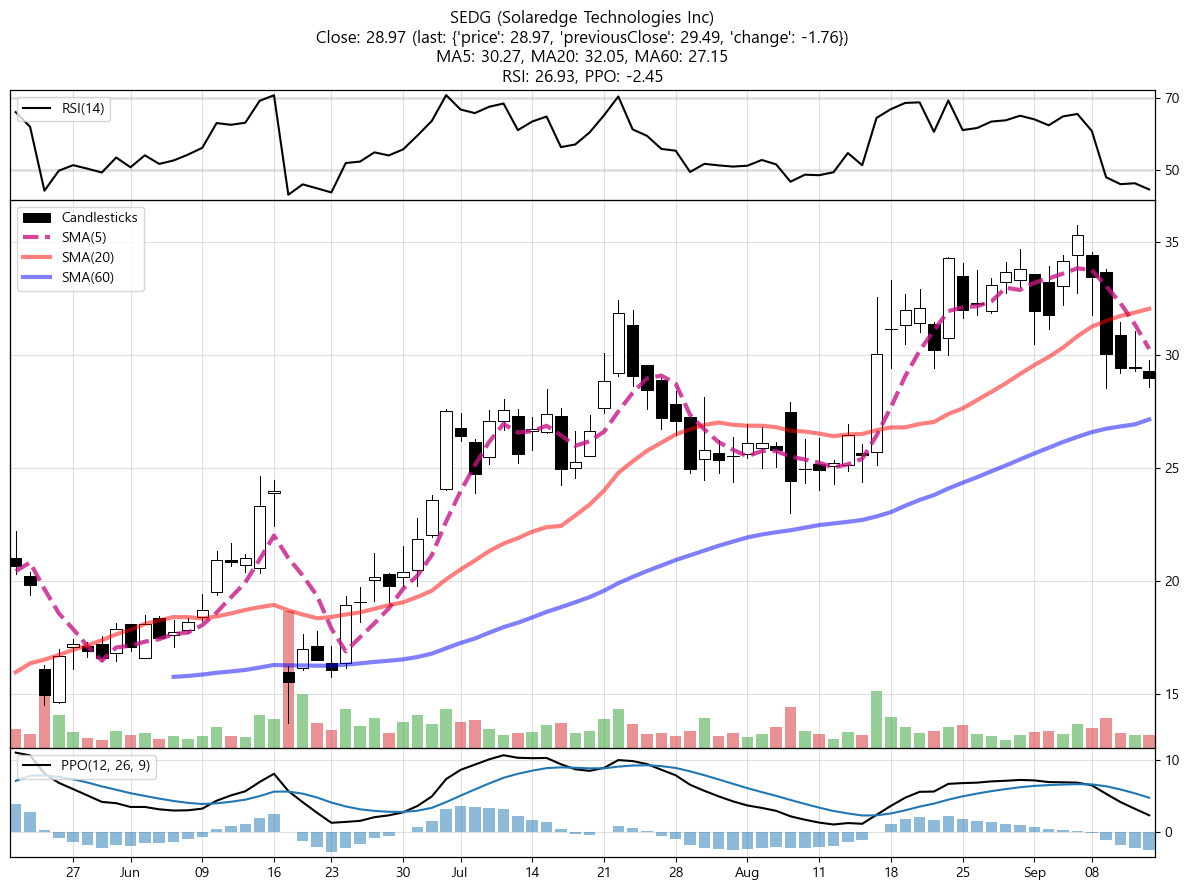 SEDG (Solaredge Technologies Inc)
Close: 28.97 (last: {'price': 28.97, 'previousClose': 29.49, 'change': -1.76})
MA5: 30.27, MA20: 32.05, MA60: 27.15
RSI: 26.93, PPO: -2.45
RSI(14)
70
50
Candlesticks
SMA(5)
SMA(20)
SMA(60)
35
30
25
20
15
PPO(12, 26, 9)
10
0
27 Jun 09 16 23 30 Jul 14 21 28 Aug 11 18 25 Sep 08